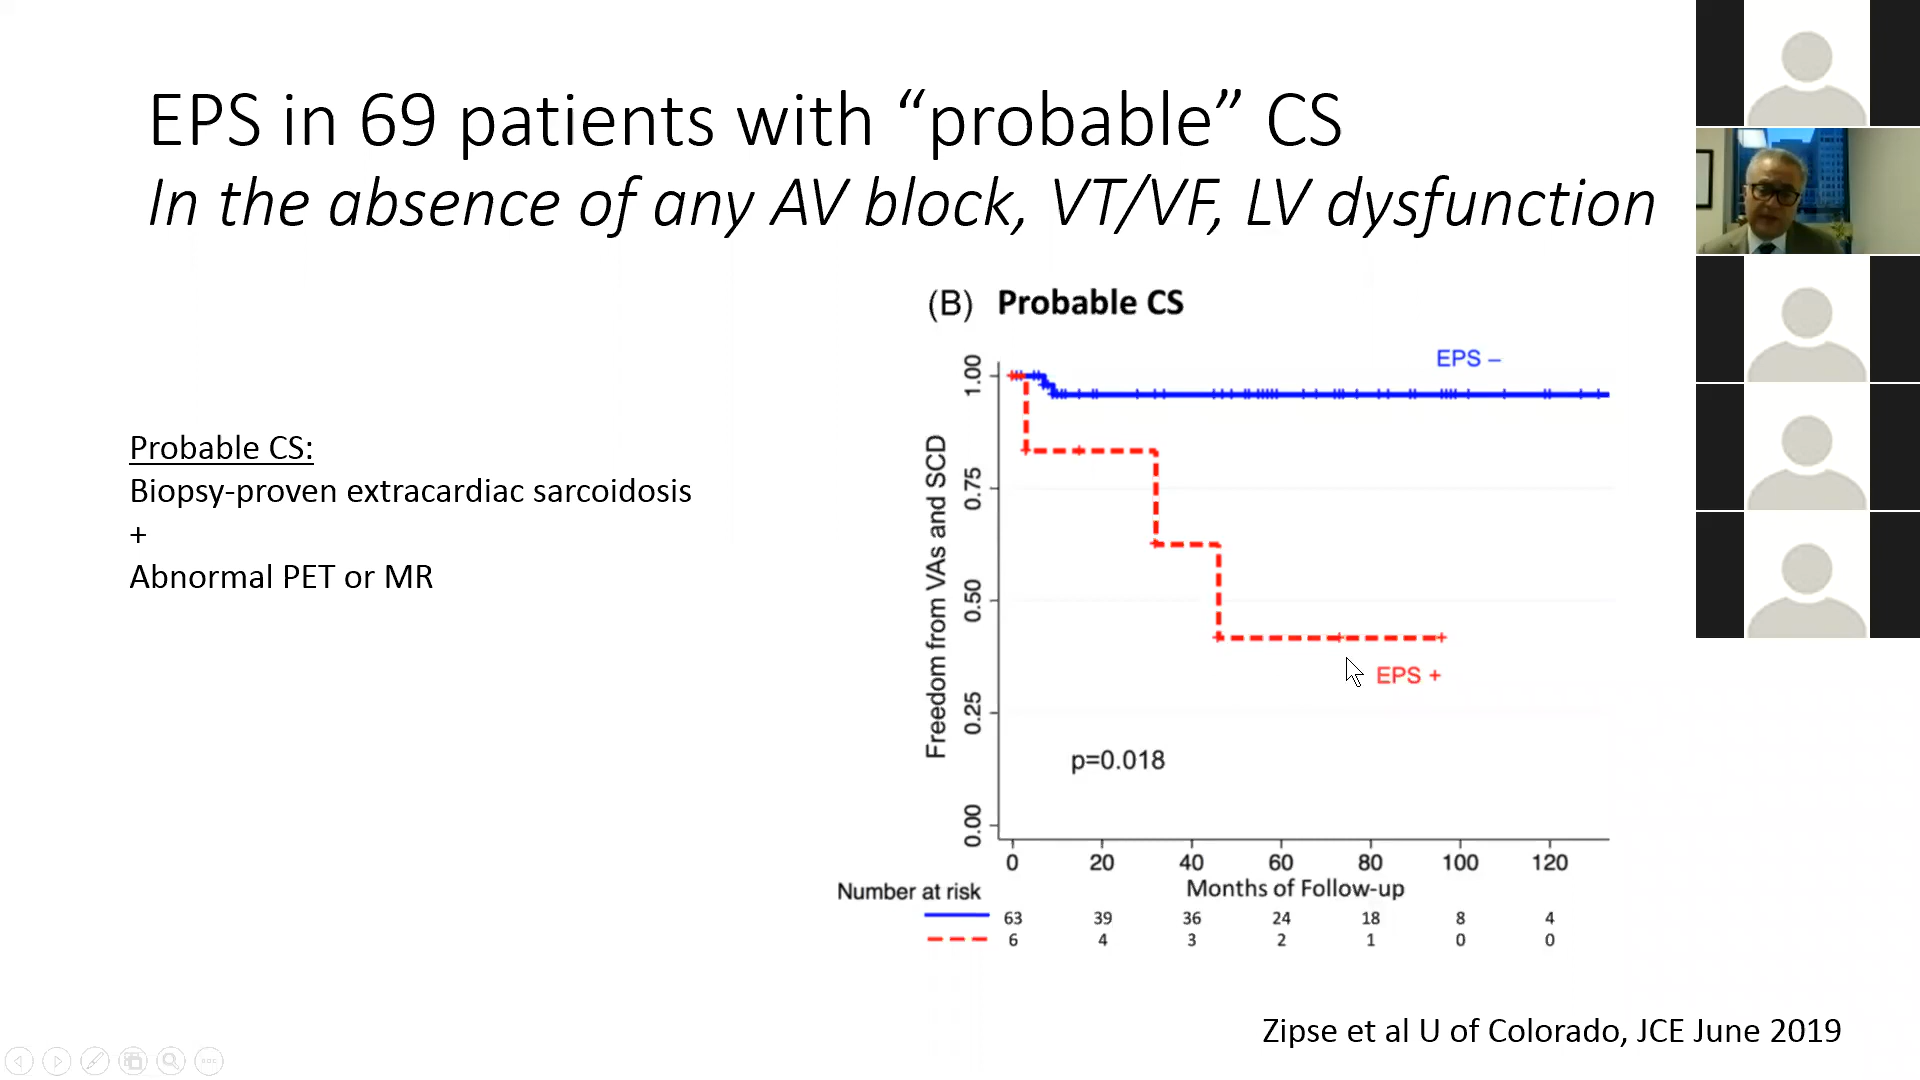 EPS in 69 patients with “probable” CS
In the absence of any AV block, VT/VF, LV dysfunction
Probable CS:
Biopsy-proven extracardiac sarcoidosis
+
Abnormal PET or MR
(B) Probable CS
EPS –
EPS +
p=0.018
Freedom from VAs and SCD
1.00
0.75
0.50
0.25
0.00
0 20 40 60 80 100 120
Months of Follow-up
Number at risk
63 39 36 24 18 8 4
6 4 3 2 1 0 0
Zipse et al U of Colorado, JCE June 2019